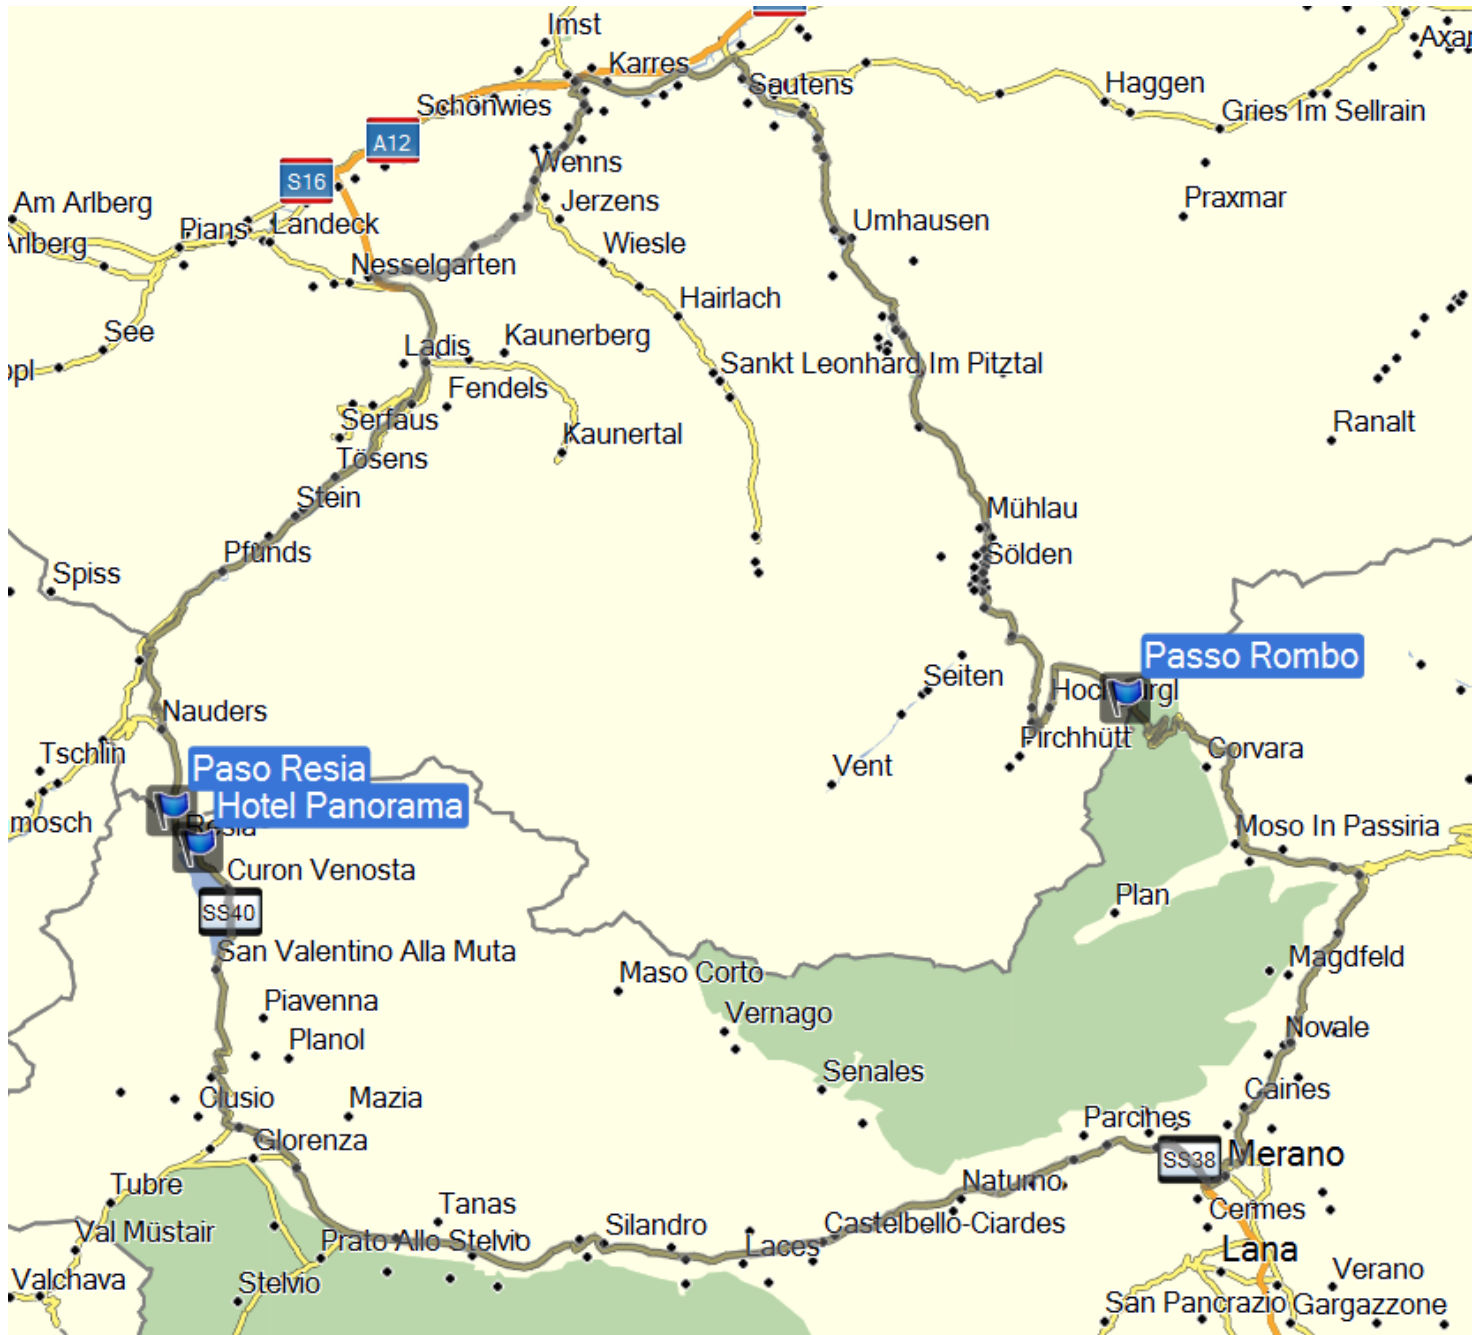 Imst
Karres
Axar
Sautens
Haggen
Schönwies
Gries Im Sellrain
A12
Wenns
S16
Praxmar
Am Arlberg
Jerzens
Pians
Landeck
Umhausen
Arlberg
Wiesle
Nesselgarten
Hairlach
See
Kaunerberg
Ladis
Sankt Leonhard Im Pitztal
opl
Fendels
Serfaus
Ranalt
Kaunertal
Tösens
Stein
Mühlau
Pfunds
Sölden
Spiss
Passo Rombo
Seiten
Hochgurgl
Nauders
Pirchhütt
Corvara
Tschlin
Paso Resia
Vent
Hotel Panorama
mosch
Resia
Moso In Passiria
Curon Venosta
Plan
SS40
San Valentino Alla Muta
Magdfeld
Maso Corto
Piavenna
Vernago
Novale
Planol
Senales
Caines
Clusio
Mazia
Parcines
Glorenza
Merano
SS38
Tubre
Naturno
Tanas
Cermes
Silandro
Castelbello-Ciardes
Val Müstair
Prato Allo Stelvio
Laces
Lana
Valchava
Stelvio
Verano
San Pancrazio
Gargazzone